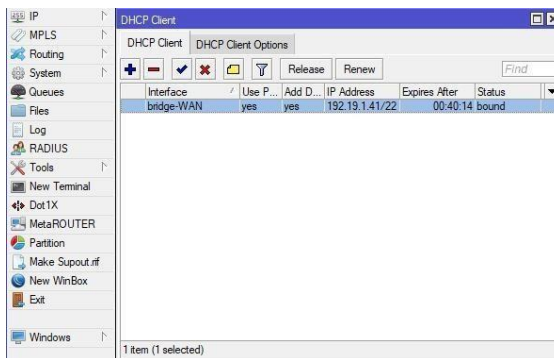 IP
MPLS
Routing
System
Queues
Files
Log
RADIUS
Tools
New Terminal
Dot1X
MetaROUTER
Partition
Make Supout.rif
New WinBox
Exit
Windows
DHCP Client
DHCP Client DHCP Client Options
Release Renew Find
Interface Use P... Add D... IP Address Expires After Status
bridge-WAN yes yes 192.19.1.41/22 00:40:14 bound
1 item (1 selected)